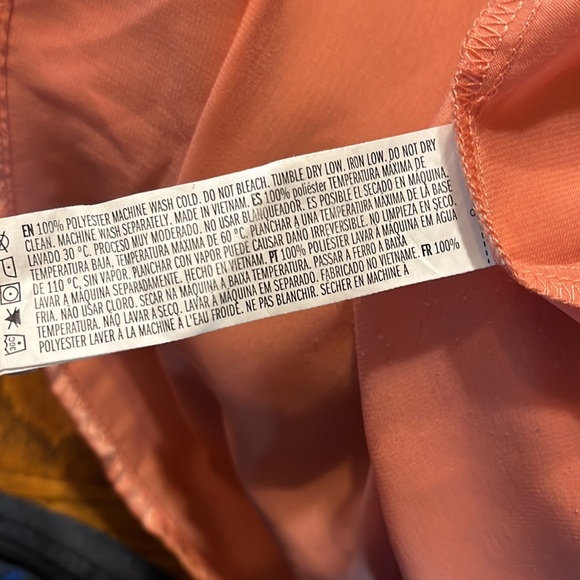 EN 100% POLYESTER MACHINE WASH COLD. DO NOT BLEACH. TUMBLE DRY LOW. IRON LOW. DO NOT DRY
CLEAN. MACHINE WASH SEPARATELY. MADE IN VIETNAM. ES 100% poliéster TEMPERATURA MÁXIMA DE
LAVADO 30 °C. PROCESO MUY MODERADO. NO USAR BLANQUEADOR. ES POSIBLE EL SECADO EN MÁQUINA,
TEMPERATURA BAJA, TEMPERATURA MÁXIMA DE 60 °C. PLANCHAR A UNA TEMPERATURA MÁXIMA DE LA BASE
DE 110 °C, SIN VAPOR. PLANCHAR CON VAPOR PUEDE CAUSAR DAÑO IRREVERSIBLE. NO LIMPIEZA EN SECO.
LAVAR A MÁQUINA SEPARADAMENTE. HECHO EN VIETNAM. PT 100% POLIÉSTER LAVAR À MÁQUINA EM ÁGUA
FRIA. NÃO USAR CLORO. SECAR NA MÁQUINA A BAIXA TEMPERATURA. PASSAR A FERRO A BAIXA
TEMPERATURA. NÃO LAVAR A SECO. LAVAR À MÁQUINA SEPARADAMENTE. FABRICADO NO VIETNAME. FR 100%
POLYESTER LAVER À LA MACHINE À L'EAU FROIDE. NE PAS BLANCHIR. SÉCHER EN MACHINE À
30C